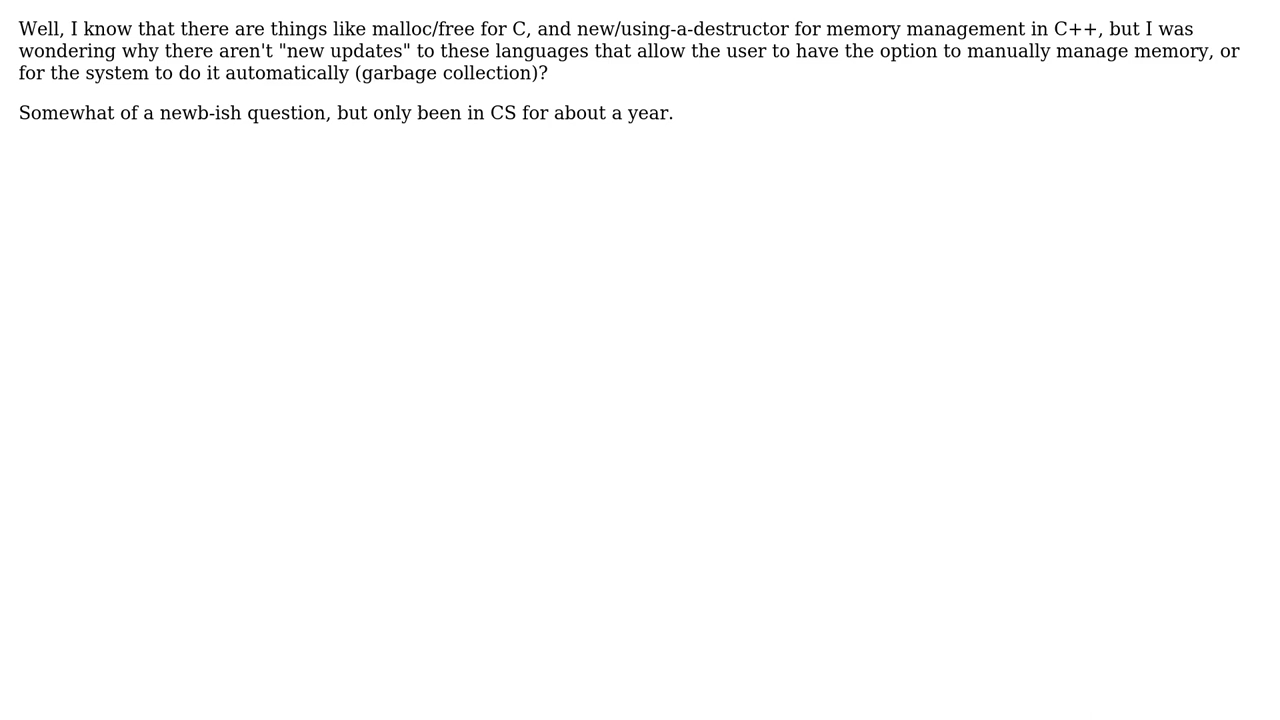 Well, I know that there are things like malloc/free for C, and new/using-a-destructor for memory management in C++, but I was
wondering why there aren't "new updates" to these languages that allow the user to have the option to manually manage memory, or
for the system to do it automatically (garbage collection)?
Somewhat of a newb-ish question, but only been in CS for about a year.